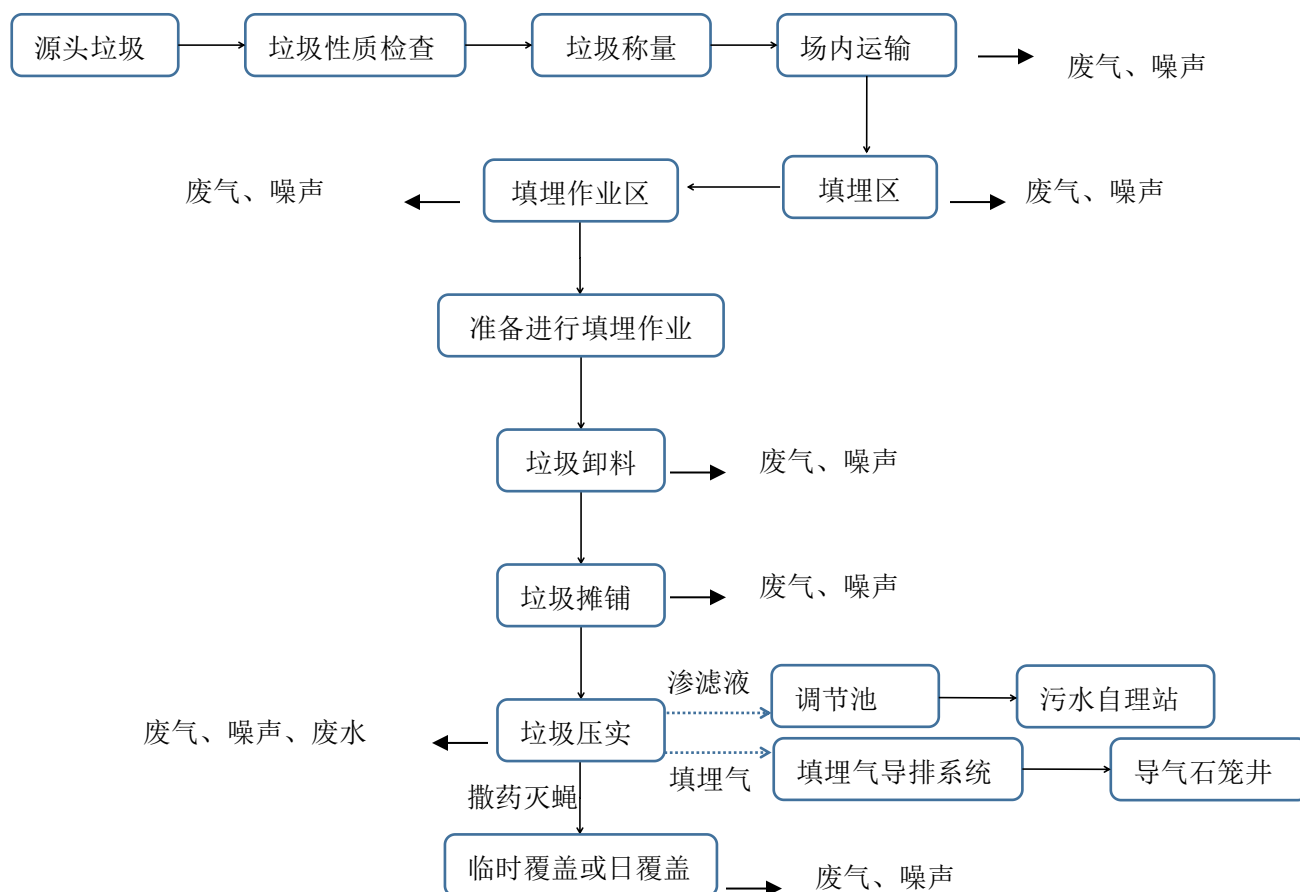 源头垃圾
垃圾性质检查
垃圾称量
场内运输
废气、噪声
废气、噪声
填埋作业区
填埋区
废气、噪声
准备进行填埋作业
垃圾卸料
废气、噪声
垃圾摊铺
废气、噪声
渗滤液
调节池
污水自理站
废气、噪声、废水
垃圾压实
填埋气
填埋气导排系统
导气石笼井
撒药灭蝇
临时覆盖或日覆盖
废气、噪声